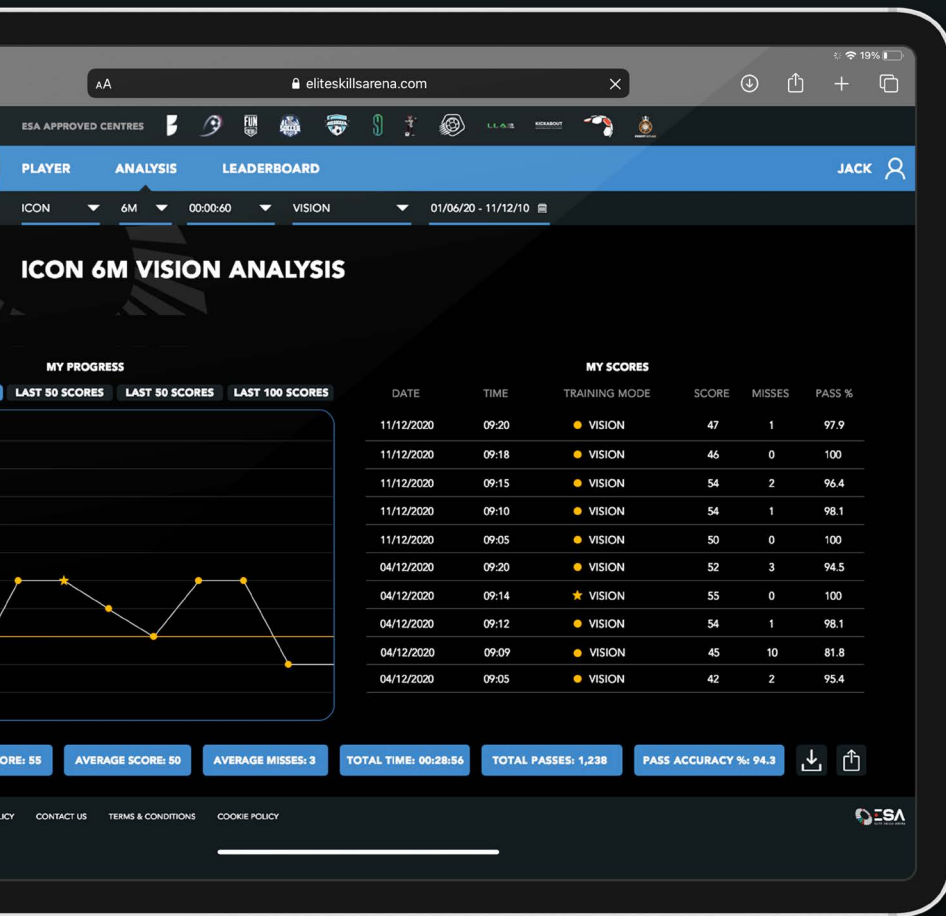 19%
AA eliteskillsarena.com
ESA APPROVED CENTRES
KICKABOUT
PLAYER ANALYSIS LEADERBOARD JACK
ICON 6M 00:00:60 VISION 01/06/20 - 11/12/10
ICON 6M VISION ANALYSIS
MY PROGRESS
LAST 50 SCORES LAST 50 SCORES LAST 100 SCORES
MY SCORES
DATE TIME TRAINING MODE SCORE MISSES PASS %
11/12/2020 09:20 VISION 47 1 97.9
11/12/2020 09:18 VISION 46 0 100
11/12/2020 09:15 VISION 54 2 96.4
11/12/2020 09:10 VISION 54 1 98.1
11/12/2020 09:05 VISION 50 0 100
04/12/2020 09:20 VISION 52 3 94.5
04/12/2020 09:14 VISION 55 0 100
04/12/2020 09:12 VISION 54 1 98.1
04/12/2020 09:09 VISION 45 10 81.8
04/12/2020 09:05 VISION 42 2 95.4
ORE: 55 AVERAGE SCORE: 50 AVERAGE MISSES: 3 TOTAL TIME: 00:28:56 TOTAL PASSES: 1,238 PASS ACCURACY %: 94.3
LICY CONTACT US TERMS & CONDITIONS COOKIE POLICY
ESA